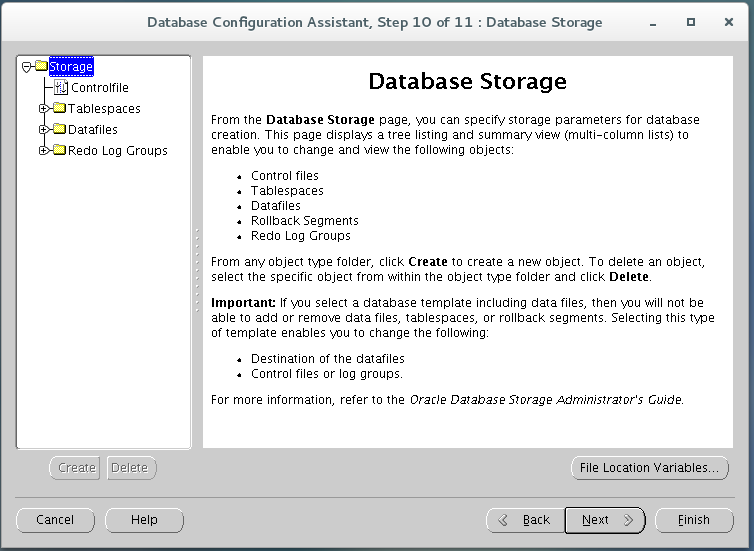 Database Configuration Assistant, Step 10 of 11 : Database Storage
Storage
Controlfile
Tablespaces
Datafiles
Redo Log Groups
Database Storage
From the Database Storage page, you can specify storage parameters for database
creation. This page displays a tree listing and summary view (multi-column lists) to
enable you to change and view the following objects:
• Control files
• Tablespaces
• Datafiles
• Rollback Segments
• Redo Log Groups
From any object type folder, click Create to create a new object. To delete an object,
select the specific object from within the object type folder and click Delete.
Important: If you select a database template including data files, then you will not be
able to add or remove data files, tablespaces, or rollback segments. Selecting this type
of template enables you to change the following:
• Destination of the datafiles
• Control files or log groups.
For more information, refer to the Oracle Database Storage Administrator's Guide.
Create Delete
File Location Variables...
Cancel Help Back Next Finish